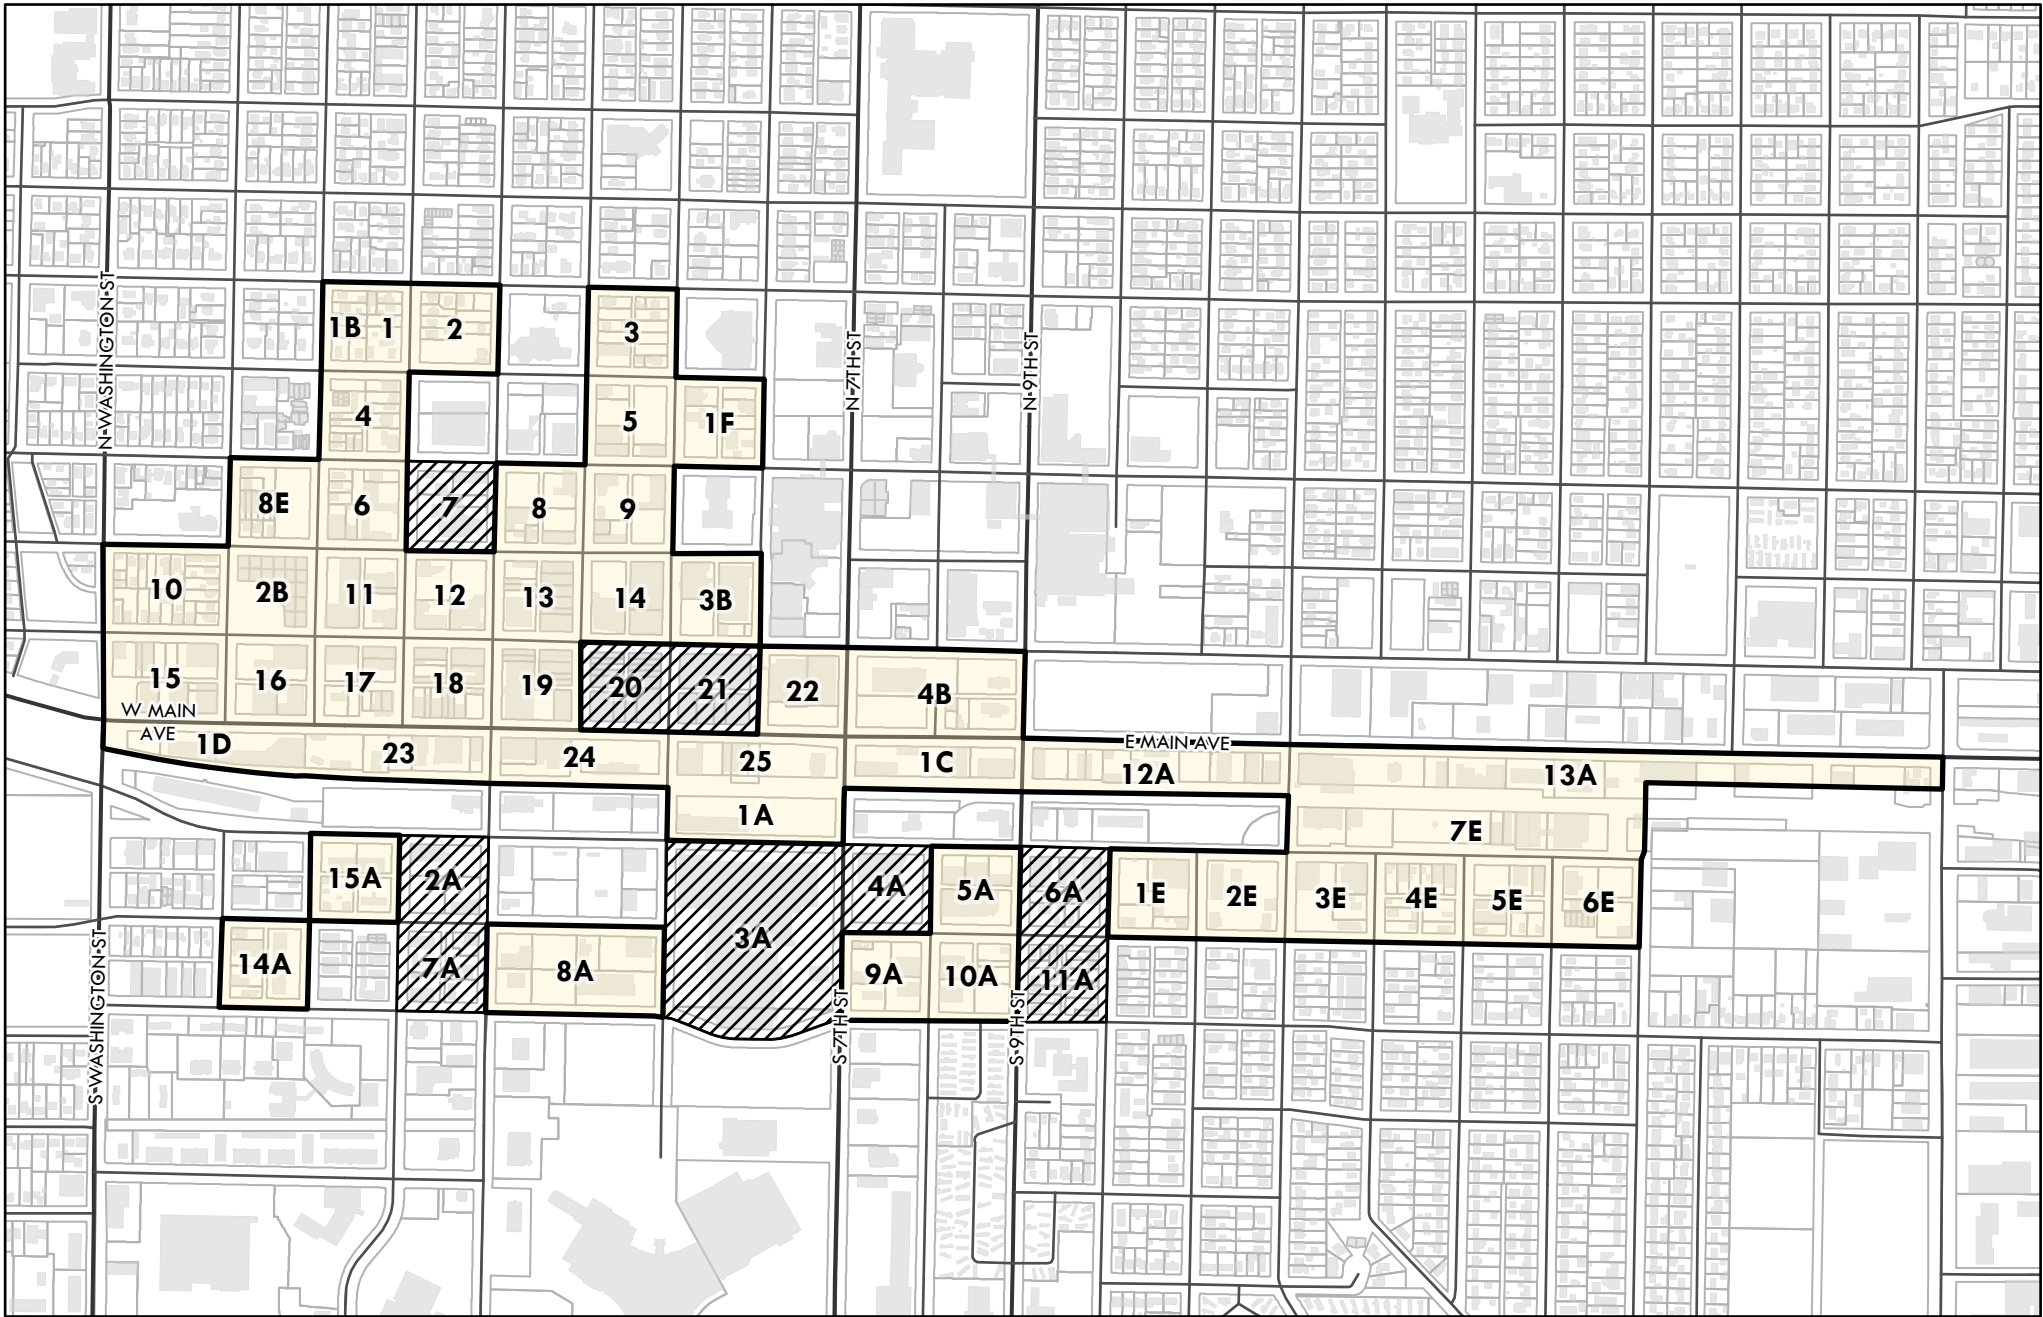 1B 1 2 3
4 5 1F
8E 6 7 8 9
10 2B 11 12 13 14 3B
15 16 17 18 19 20 21 22 4B
W MAIN
AVE
E MAIN AVE
1D 23 24 25 1C 12A 13A
1A 7E
15A 2A 4A 5A 6A 1E 2E 3E 4E 5E 6E
3A
14A 7A 8A 9A 10A 11A
N WASHINGTON ST
N 7TH ST
N 9TH ST
S WASHINGTON ST
S 7TH ST
S 9TH ST